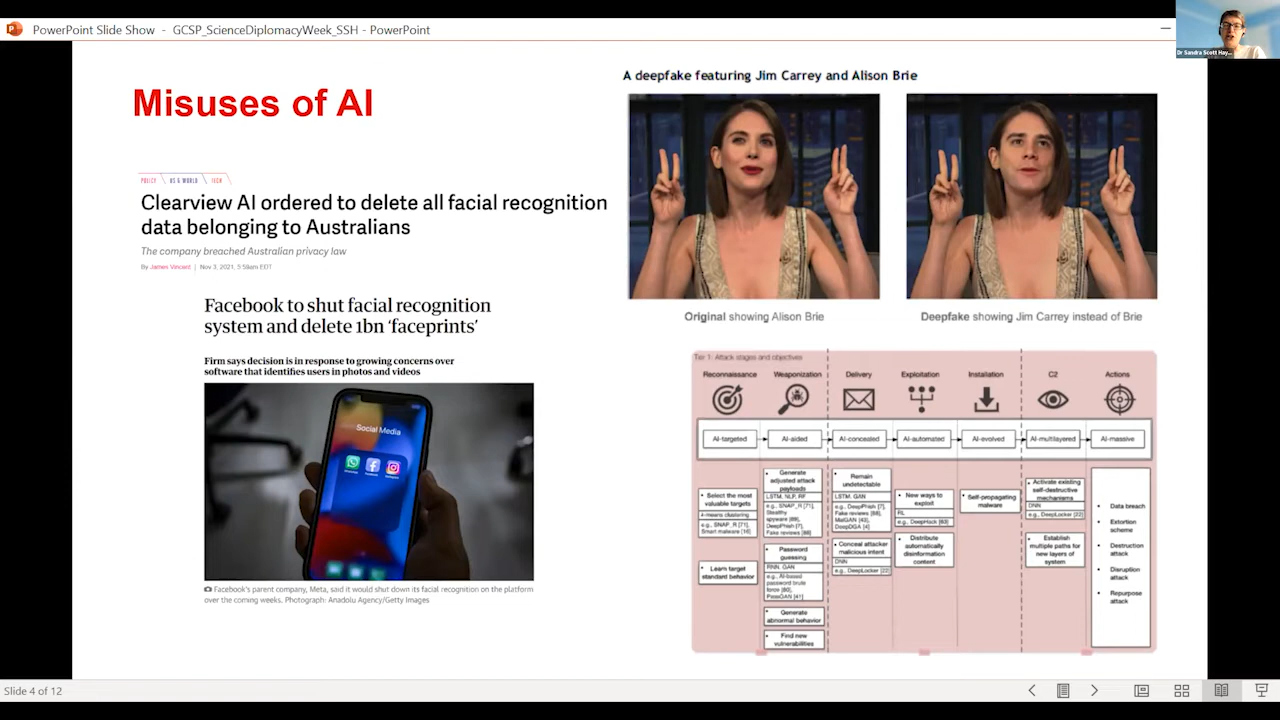 PowerPoint Slide Show - GCSP_ScienceDiplomacyWeek_SSH - PowerPoint
Dr Sandra Scott Hay...
Misuses of AI
POLICY US & WORLD TECH
Clearview AI ordered to delete all facial recognition
data belonging to Australians
The company breached Australian privacy law
By James Vincent | Nov 3, 2021, 5:58am EDT
Facebook to shut facial recognition
system and delete 1bn ‘faceprints’
Firm says decision is in response to growing concerns over
software that identifies users in photos and videos
Social Media
Facebook's parent company, Meta, said it would shut down its facial recognition on the platform
over the coming weeks. Photograph: Anadolu Agency/Getty Images
A deepfake featuring Jim Carrey and Alison Brie
Original showing Alison Brie
Deepfake showing Jim Carrey instead of Brie
Tier 1: Attack stages and objectives
Reconnaissance
Weaponization
Delivery
Exploitation
Installation
C2
Actions
AI-targeted
AI-aided
AI-concealed
AI-automated
AI-evolved
AI-multilayered
AI-massive
• Select the most
valuable targets
k-means clustering
e.g., SNAP_R [71],
Smart malware [16]
• Learn target
standard behavior
• Generate
adjusted attack
payloads
LSTM, NLP, RF
e.g., SNAP_R [71],
Stealthy
spyware [89],
DeepPhish [7],
Fake reviews [88]
• Password
guessing
RNN, GAN
e.g., AI-based
password brute
force [80],
PassGAN [41]
• Generate
abnormal behavior
• Find new
vulnerabilities
• Remain
undetectable
LSTM, GAN
e.g., DeepPhish [7],
Fake reviews [88],
MalGAN [43],
DeepDGA [4]
• Conceal attacker
malicious intent
DNN
e.g., DeepLocker [22]
• New ways to
exploit
RL
e.g., DeepHack [63]
• Distribute
automatically
disinformation
content
• Self-propagating
malware
• Activate existing
self-destructive
mechanisms
DNN
e.g., DeepLocker [22]
• Establish
multiple paths for
new layers of
system
• Data breach
• Extortion
scheme
• Destruction
attack
• Disruption
attack
• Repurpose
attack
Slide 4 of 12